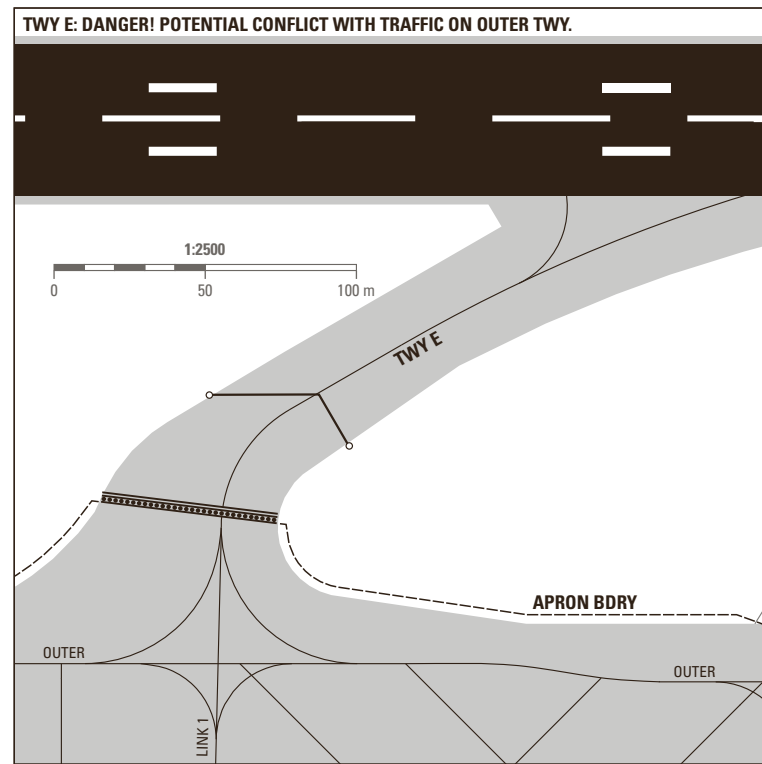 TWY E: DANGER! POTENTIAL CONFLICT WITH TRAFFIC ON OUTER TWY.
1:2500
0 50 100 m
TWY E
APRON BDRY
OUTER
OUTER
LINK 1